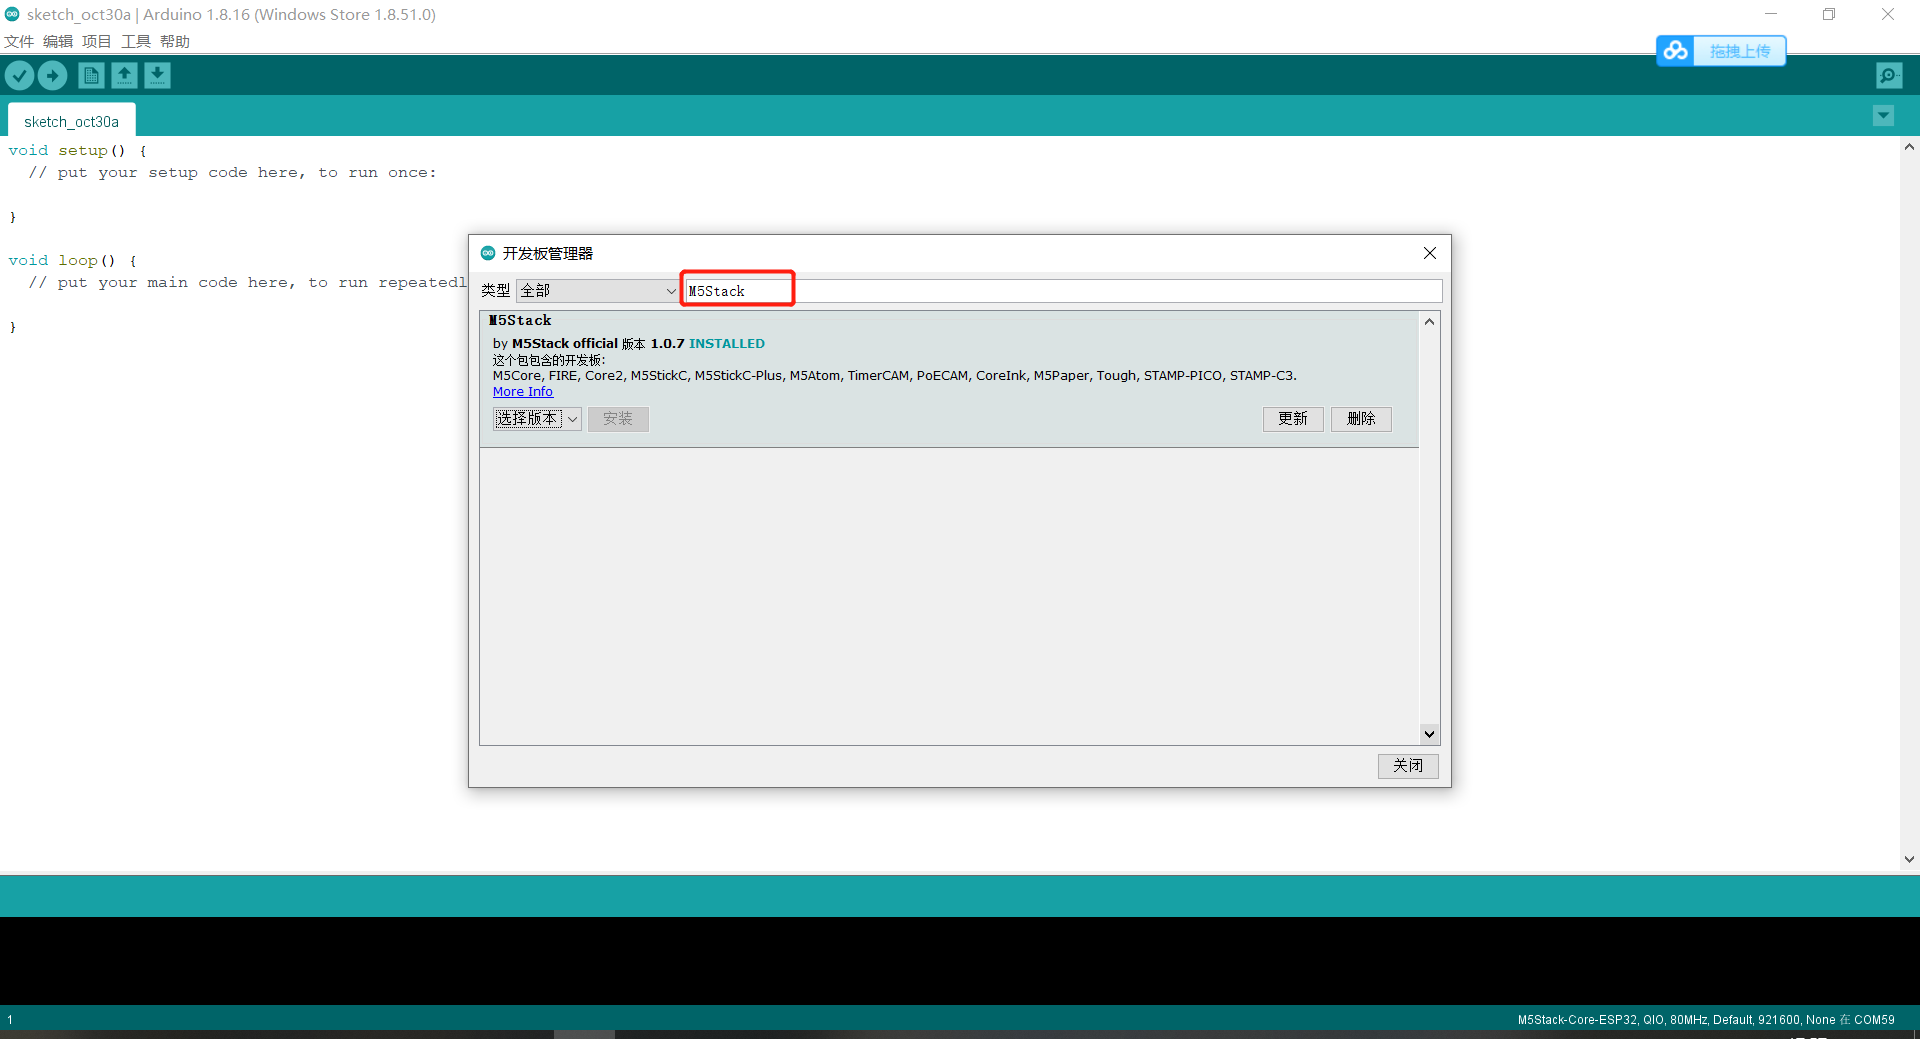 sketch_oct30a | Arduino 1.8.16 (Windows Store 1.8.51.0)
文件 编辑 项目 工具 帮助
拖拽上传
sketch_oct30a
void setup() {
// put your setup code here, to run once:
}
void loop() {
// put your main code here, to run repeatedl
}
开发板管理器
类型 全部 M5Stack
M5Stack
by M5Stack official 版本 1.0.7 INSTALLED
这个包包含的开发板:
M5Core, FIRE, Core2, M5StickC, M5StickC-Plus, M5Atom, TimerCAM, PoECAM, CoreInk, M5Paper, Tough, STAMP-PICO, STAMP-C3.
More Info
选择版本 安装 更新 删除
关闭
1 M5Stack-Core-ESP32, QIO, 80MHz, Default, 921600, None 在 COM59